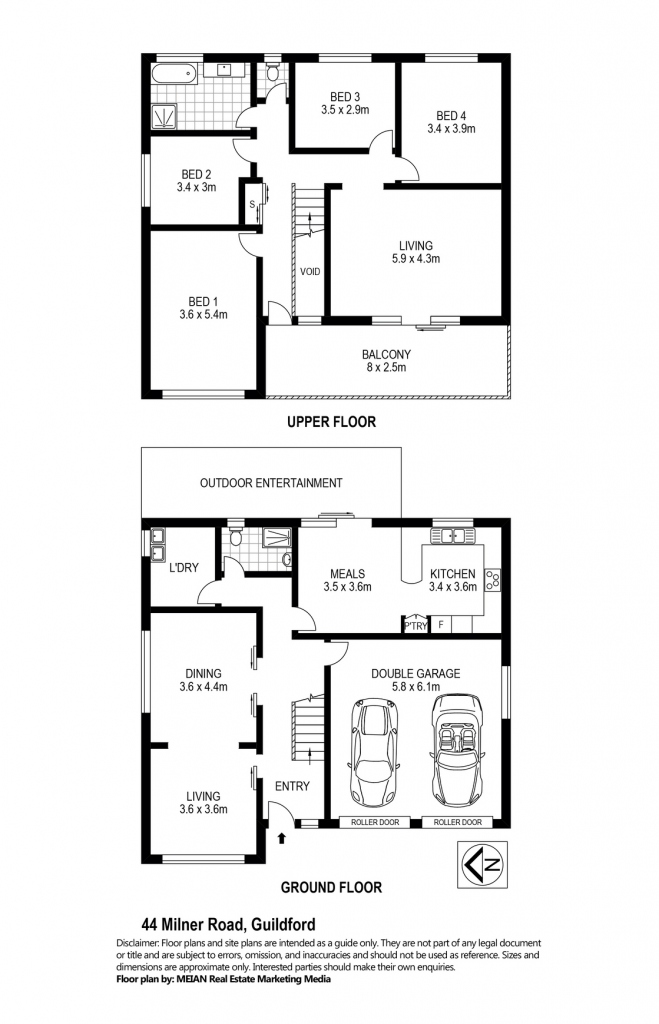 BED 3
3.5 x 2.9m
BED 4
3.4 x 3.9m
BED 2
3.4 x 3m
S
LIVING
5.9 x 4.3m
VOID
BED 1
3.6 x 5.4m
BALCONY
8 x 2.5m
UPPER FLOOR
OUTDOOR ENTERTAINMENT
L'DRY
MEALS
3.5 x 3.6m
KITCHEN
3.4 x 3.6m
P'TRY
F
DINING
3.6 x 4.4m
DOUBLE GARAGE
5.8 x 6.1m
LIVING
3.6 x 3.6m
ENTRY
ROLLER DOOR
ROLLER DOOR
N
GROUND FLOOR
44 Milner Road, Guildford
Disclaimer: Floor plans and site plans are intended as a guide only. They are not part of any legal document
or title and are subject to errors, omission, and inaccuracies and should not be used as reference. Sizes and
dimensions are approximate only. Interested parties should make their own enquiries.
Floor plan by: MEIAN Real Estate Marketing Media